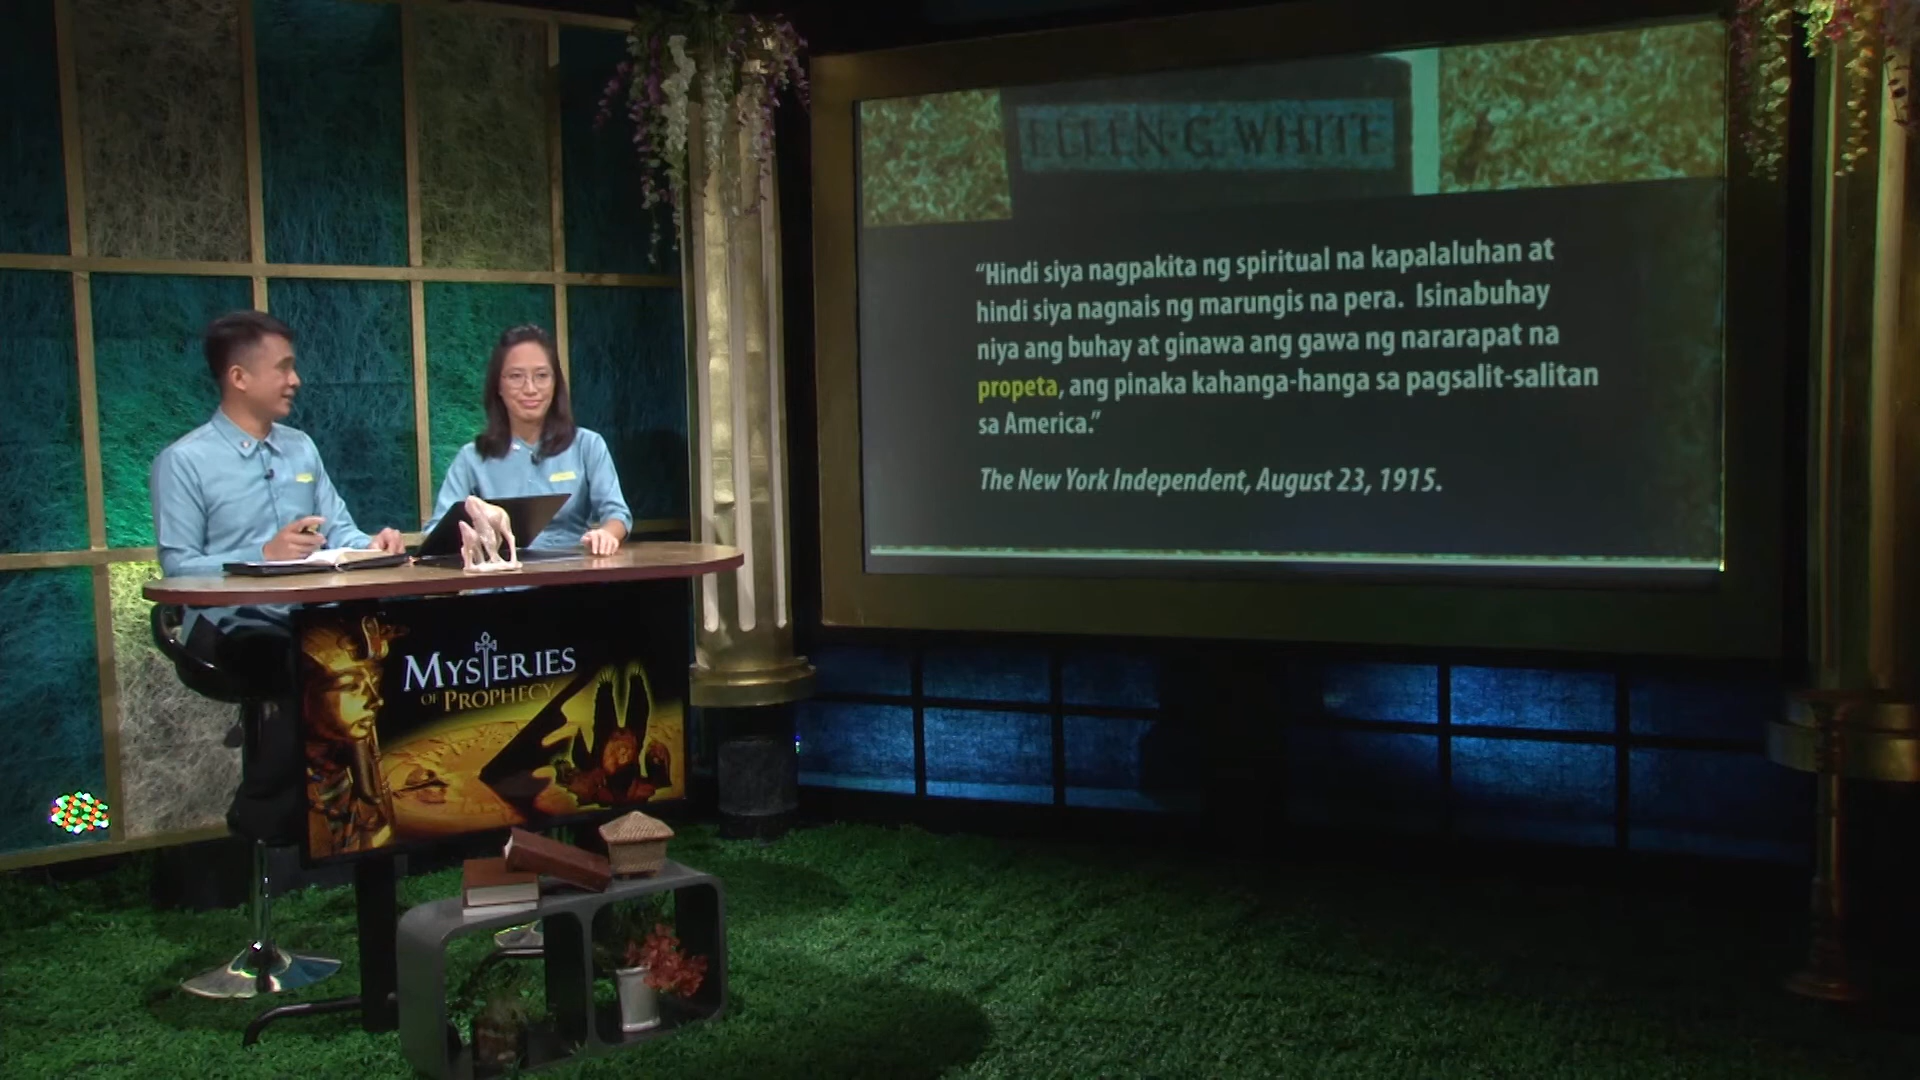 ELLEN G. WHITE
“Hindi siya nagpakita ng spiritual na kapalaluhan at
hindi siya nagnais ng marungis na pera. Isinabuhay
niya ang buhay at ginawa ang gawa ng nararapat na
propeta, ang pinaka kahanga-hanga sa pagsalit-salitan
sa America.”
The New York Independent, August 23, 1915.
MYSTERIES
OF PROPHECY